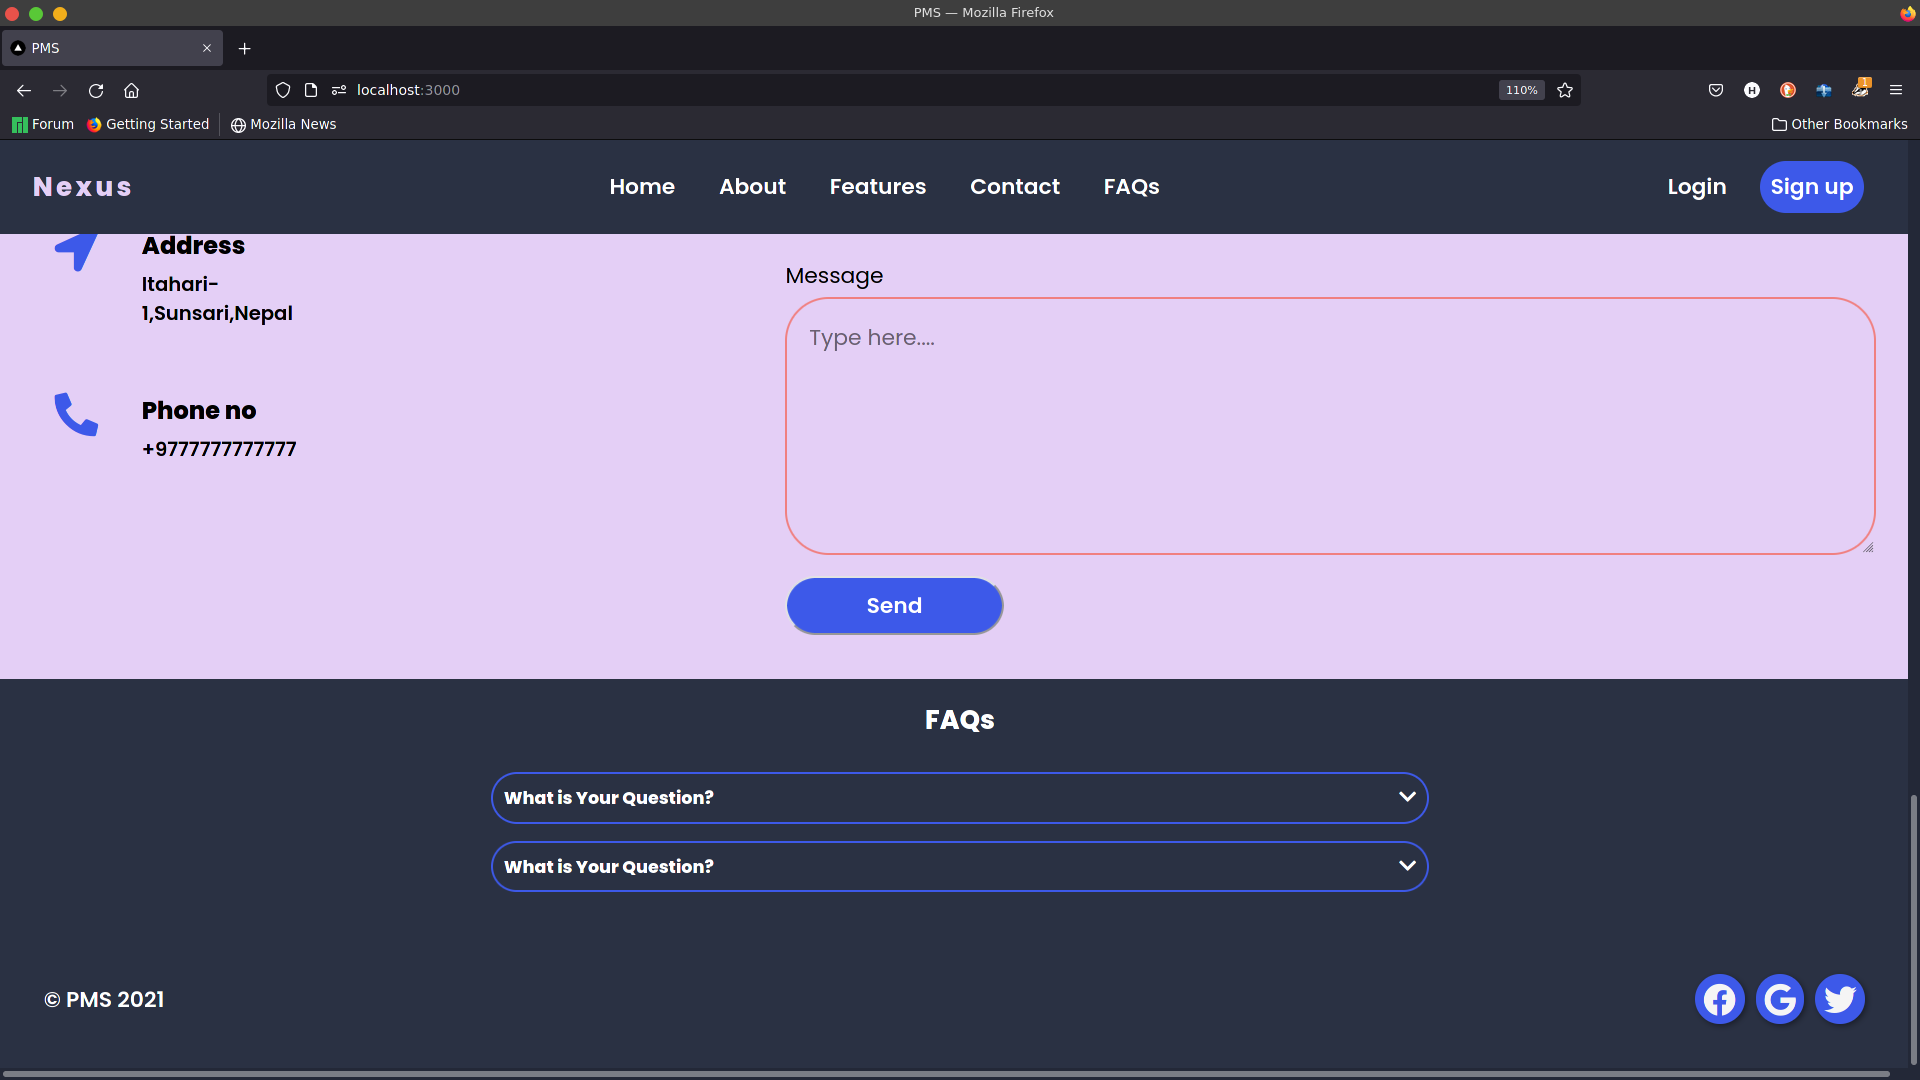 PMS — Mozilla Firefox
PMS
localhost:3000
110%
Forum
Getting Started
Mozilla News
Other Bookmarks
Nexus
Home
About
Features
Contact
FAQs
Login
Sign up
Address
Itahari-
1,Sunsari,Nepal
Phone no
+9777777777777
Message
Type here....
Send
FAQs
What is Your Question?
What is Your Question?
© PMS 2021